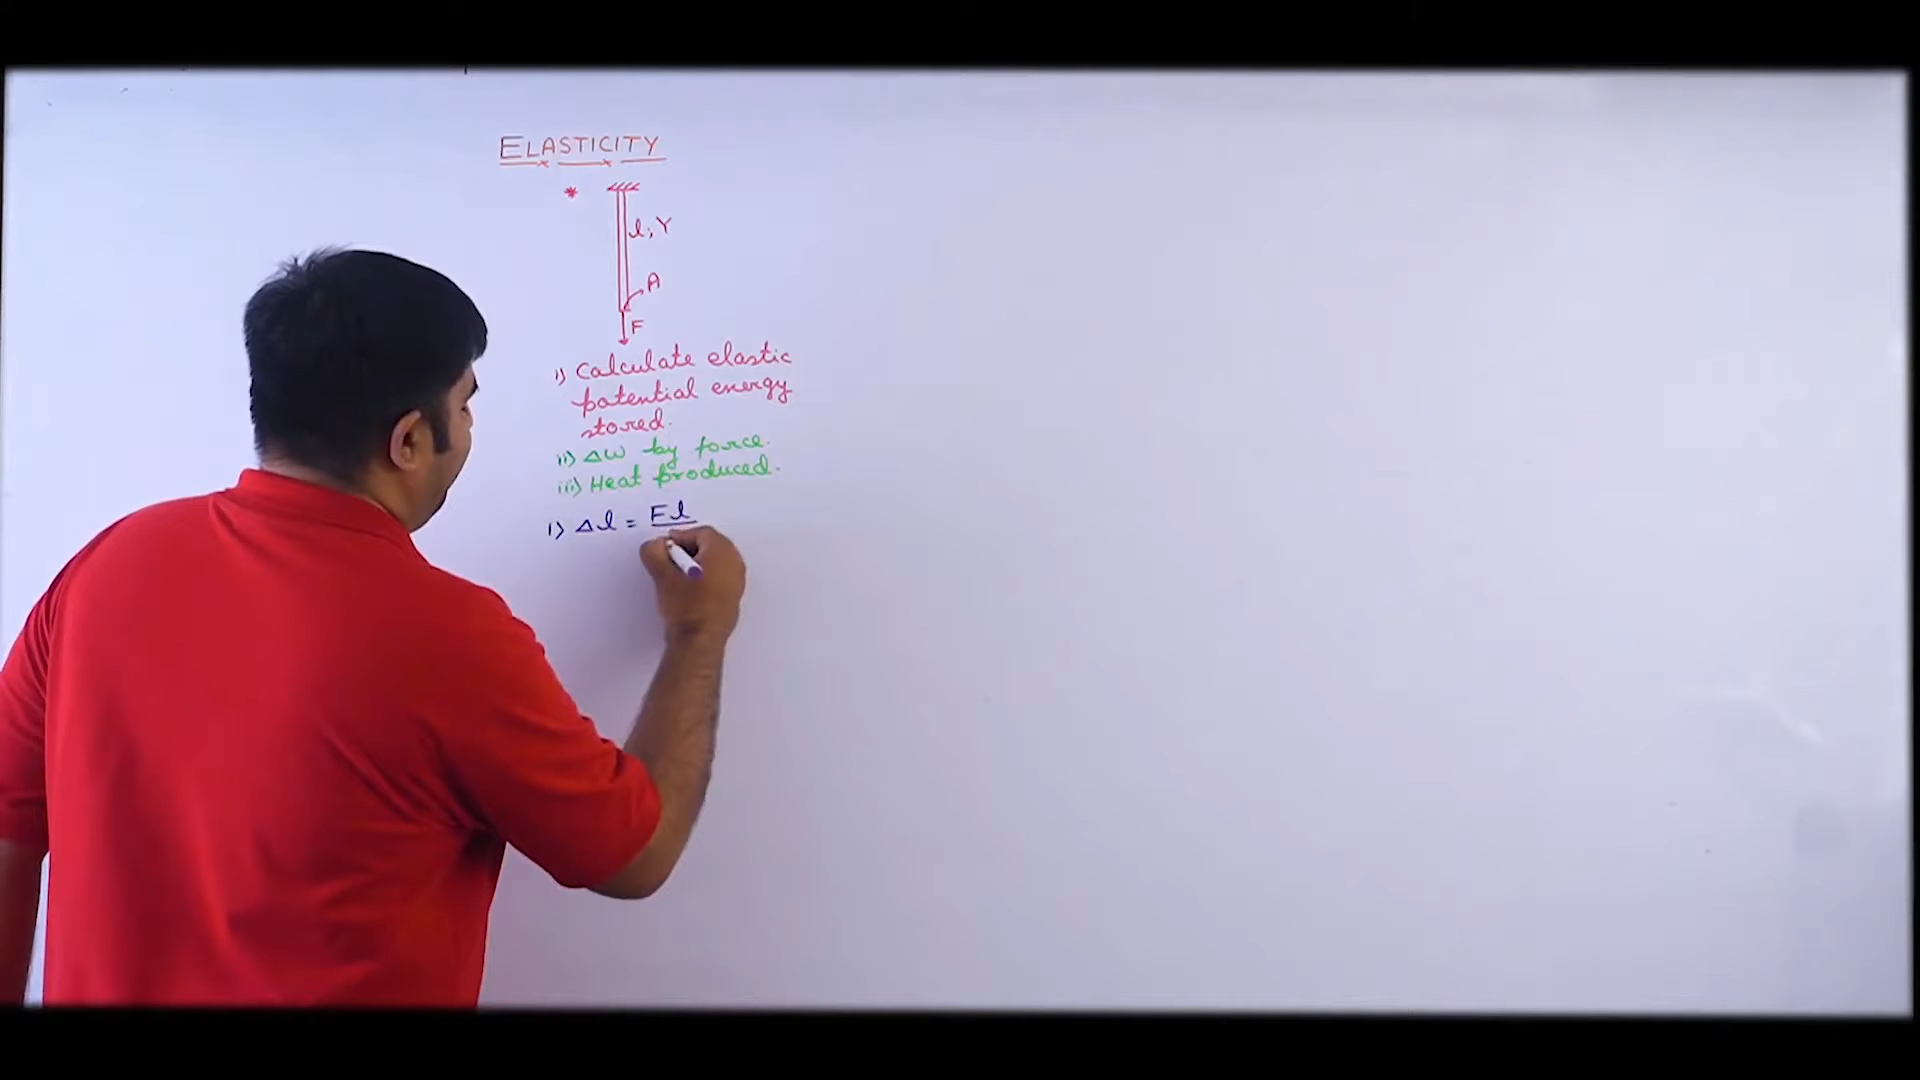 ELASTICITY
*
l, Y
A
F
i) Calculate elastic
potential energy
stored.
ii) ΔW by force.
iii) Heat produced.
1) Δl = Fl